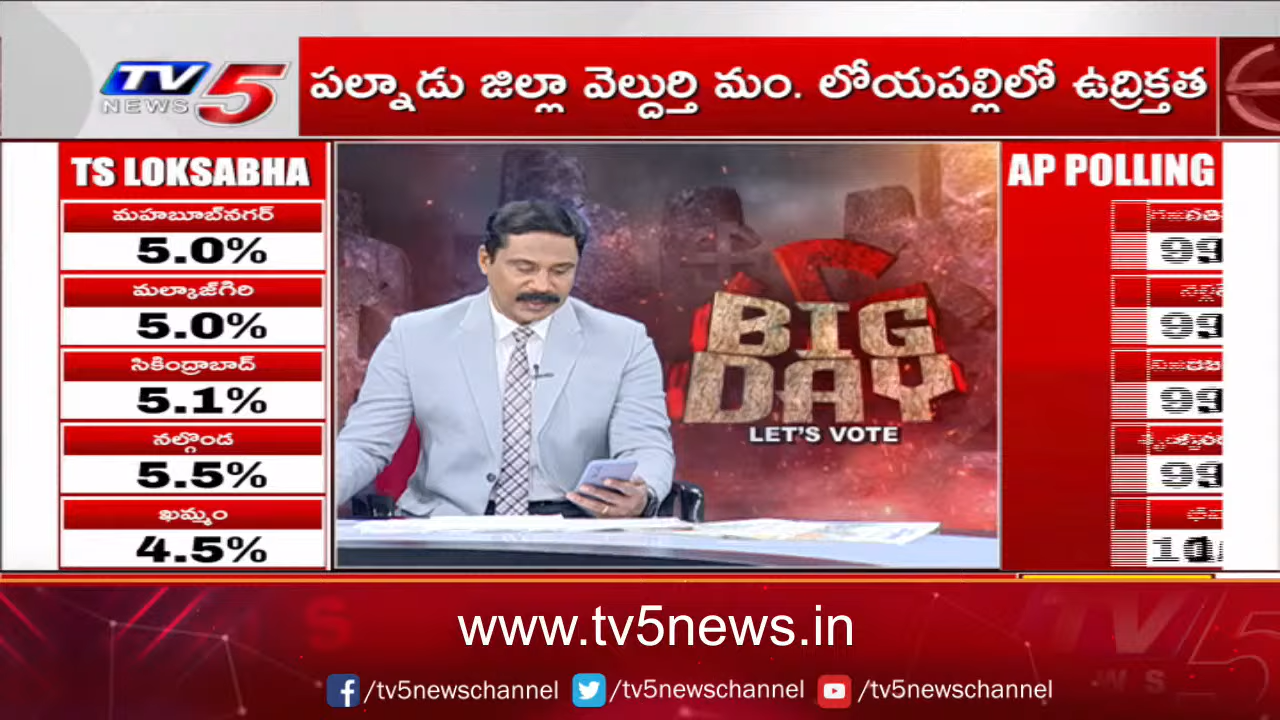 TV5
NEWS
పల్నాడు జిల్లా వెల్దుర్తి మం. లోయపల్లిలో ఉద్రిక్తత
TS LOKSABHA
మహబూబ్‌నగర్
5.0%
మల్కాజ్‌గిరి
5.0%
సికింద్రాబాద్
5.1%
నల్గొండ
5.5%
ఖమ్మం
4.5%
BIG
DAY
LET'S VOTE
AP POLLING
www.tv5news.in
/tv5newschannel /tv5newschannel /tv5newschannel